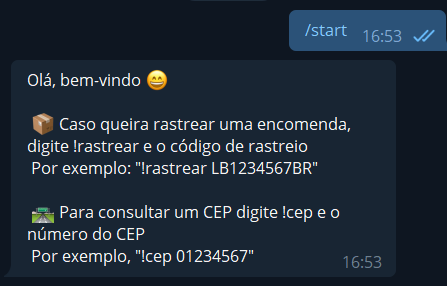 /start 16:53
Olá, bem-vindo 😄
📦 Caso queira rastrear uma encomenda,
digite !rastrear e o código de rastreio
Por exemplo: "!rastrear LB1234567BR"
🛣️ Para consultar um CEP digite !cep e o
número do CEP
Por exemplo, "!cep 01234567"
16:53